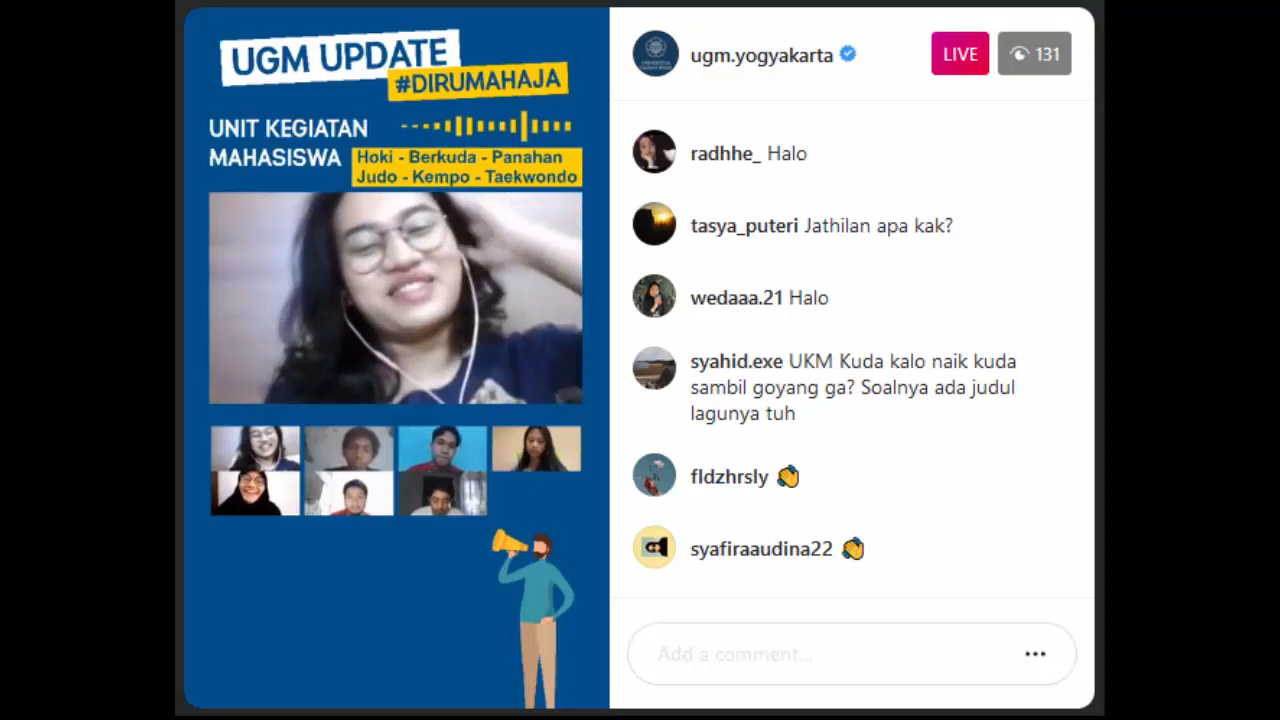 UGM UPDATE
#DIRUMAHAJA
UNIT KEGIATAN
MAHASISWA
Hoki - Berkuda - Panahan
Judo - Kempo - Taekwondo
ugm.yogyakarta
LIVE
131
radhhe_ Halo
tasya_puteri Jathilan apa kak?
wedaaa.21 Halo
syahid.exe UKM Kuda kalo naik kuda
sambil goyang ga? Soalnya ada judul
lagunya tuh
fldzhrsly 👏
syafiraaudina22 👏
Add a comment...